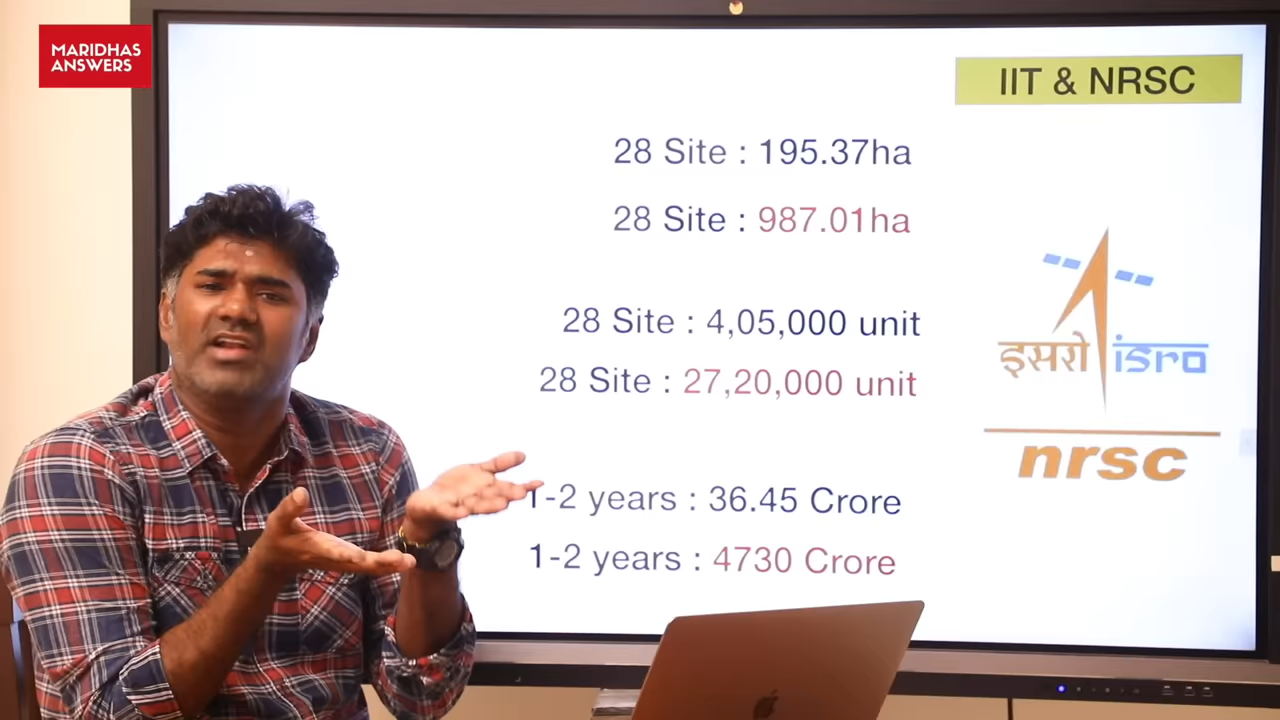 MARIDHAS
ANSWERS
IIT & NRSC
28 Site : 195.37ha
28 Site : 987.01ha
28 Site : 4,05,000 unit
28 Site : 27,20,000 unit
इसरो isro
nrsc
1-2 years : 36.45 Crore
1-2 years : 4730 Crore